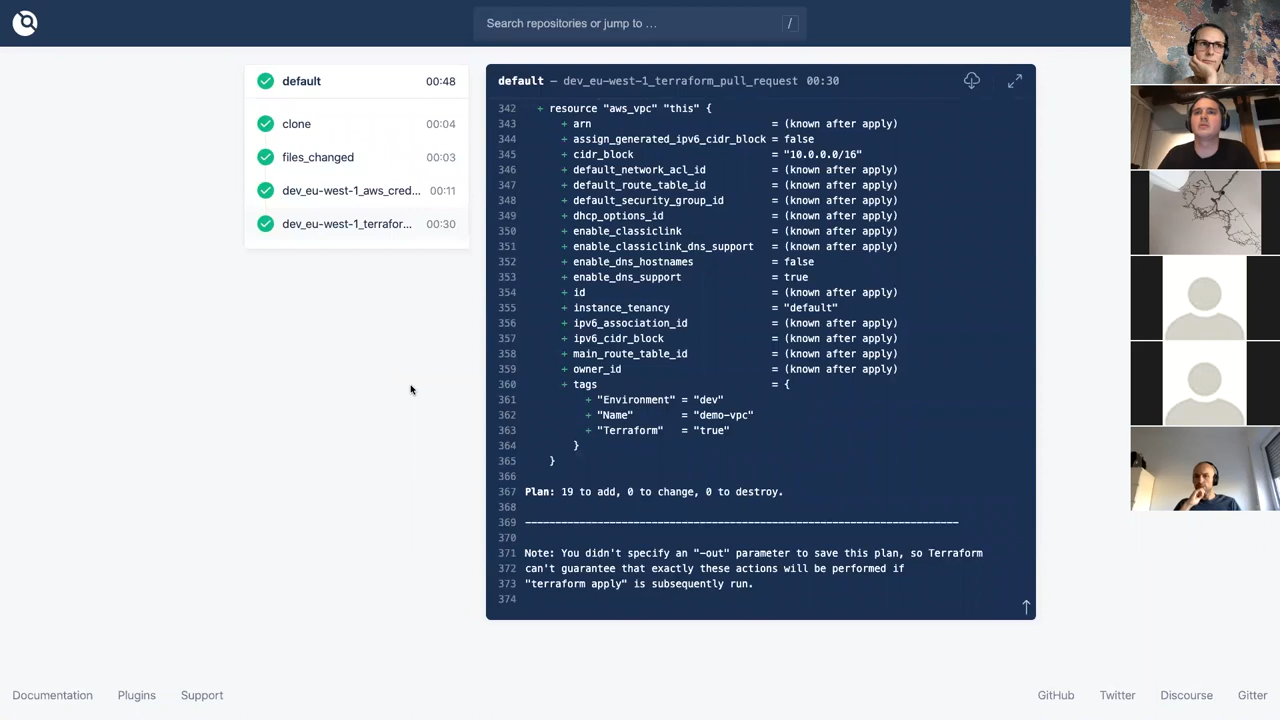 Search repositories or jump to … /
default 00:48
clone 00:04
files_changed 00:03
dev_eu-west-1_aws_cred... 00:11
dev_eu-west-1_terrafor... 00:30
default — dev_eu-west-1_terraform_pull_request 00:30
342 + resource "aws_vpc" "this" {
343 + arn = (known after apply)
344 + assign_generated_ipv6_cidr_block = false
345 + cidr_block = "10.0.0.0/16"
346 + default_network_acl_id = (known after apply)
347 + default_route_table_id = (known after apply)
348 + default_security_group_id = (known after apply)
349 + dhcp_options_id = (known after apply)
350 + enable_classiclink = (known after apply)
351 + enable_classiclink_dns_support = (known after apply)
352 + enable_dns_hostnames = false
353 + enable_dns_support = true
354 + id = (known after apply)
355 + instance_tenancy = "default"
356 + ipv6_association_id = (known after apply)
357 + ipv6_cidr_block = (known after apply)
358 + main_route_table_id = (known after apply)
359 + owner_id = (known after apply)
360 + tags = {
361 + "Environment" = "dev"
362 + "Name" = "demo-vpc"
363 + "Terraform" = "true"
364 }
365 }
366
367 Plan: 19 to add, 0 to change, 0 to destroy.
368
369 ------------------------------------------------------------------------
370
371 Note: You didn't specify an "-out" parameter to save this plan, so Terraform
372 can't guarantee that exactly these actions will be performed if
373 "terraform apply" is subsequently run.
374
Documentation Plugins Support GitHub Twitter Discourse Gitter